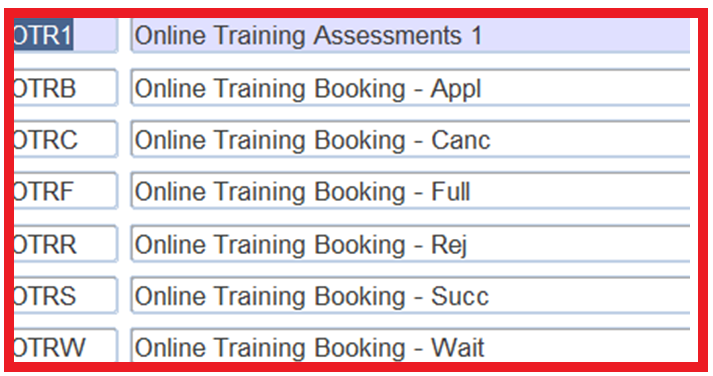 OTR1 Online Training Assessments 1
OTRB Online Training Booking - Appl
OTRC Online Training Booking - Canc
OTRF Online Training Booking - Full
OTRR Online Training Booking - Rej
OTRS Online Training Booking - Succ
OTRW Online Training Booking - Wait